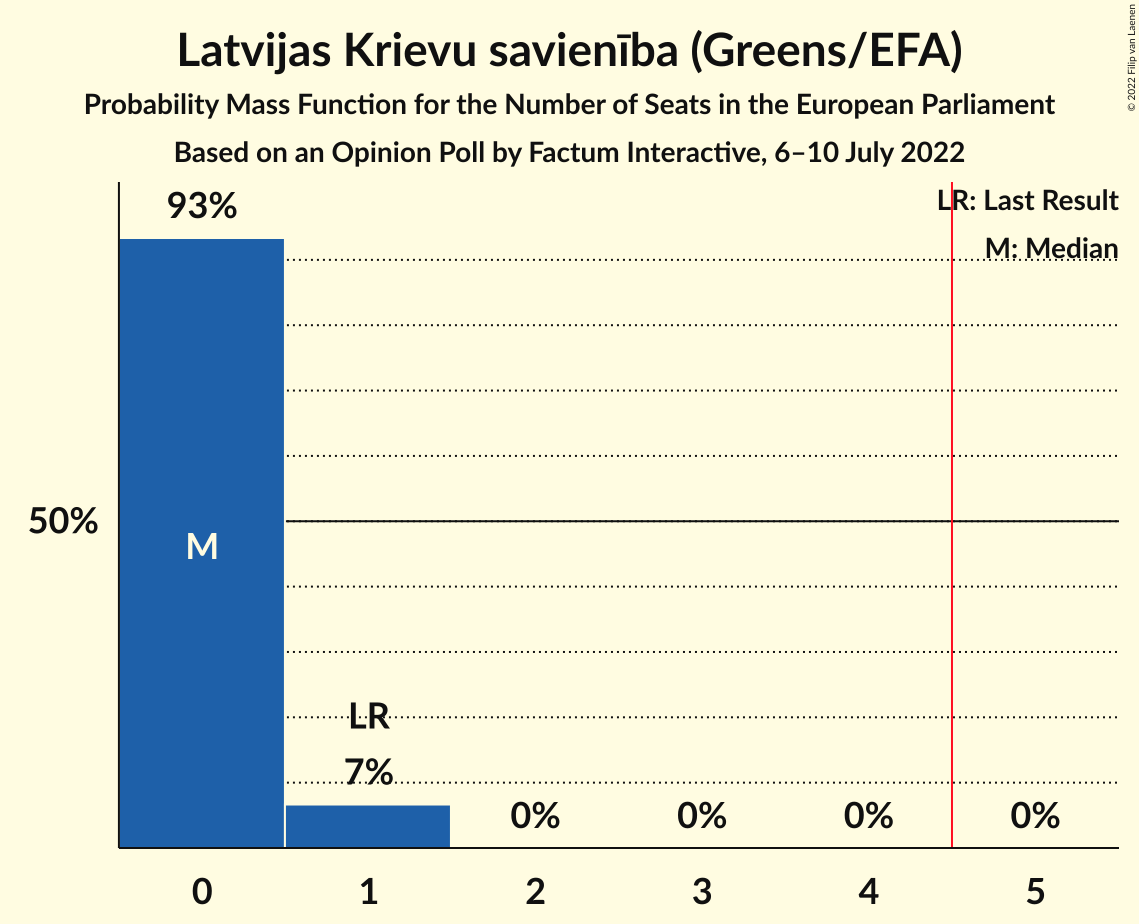 Latvijas Krievu savienība (Greens/EFA)
Probability Mass Function for the Number of Seats in the European Parliament
Based on an Opinion Poll by Factum Interactive, 6–10 July 2022
© 2022 Filip van Laenen
LR: Last Result
M: Median
93%
50%
M
LR
7%
0%
0%
0%
0%
0
1
2
3
4
5